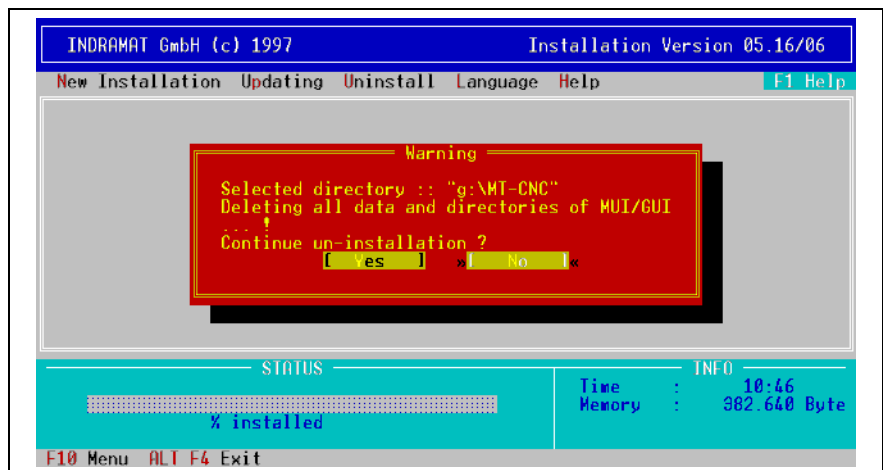 INDRAMAT GmbH (c) 1997 Installation Version 05.16/06
New Installation Updating Uninstall Language Help F1 Help
Warning
Selected directory :: "g:\MT-CNC"
Deleting all data and directories of MUI/GUI
... !
Continue un-installation ?
[ Yes ] »[ No ]«
STATUS INFO
Time : 10:46
Memory : 382.640 Byte
% installed
F10 Menu ALT F4 Exit